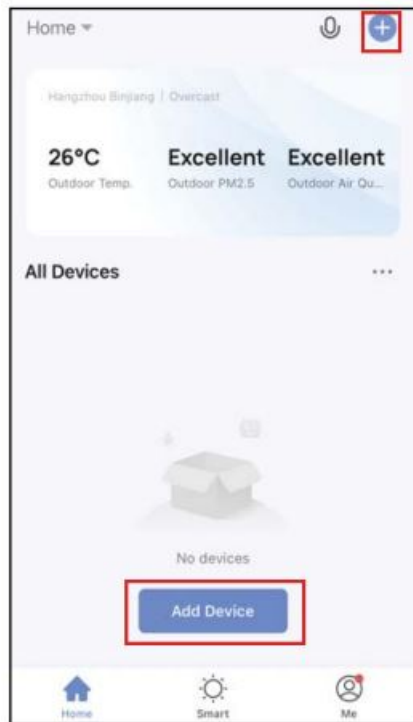 Home
Hangzhou Binjiang | Overcast
26°C Excellent Excellent
Outdoor Temp. Outdoor PM2.5 Outdoor Air Qu...
All Devices
No devices
Add Device
Home Smart Me